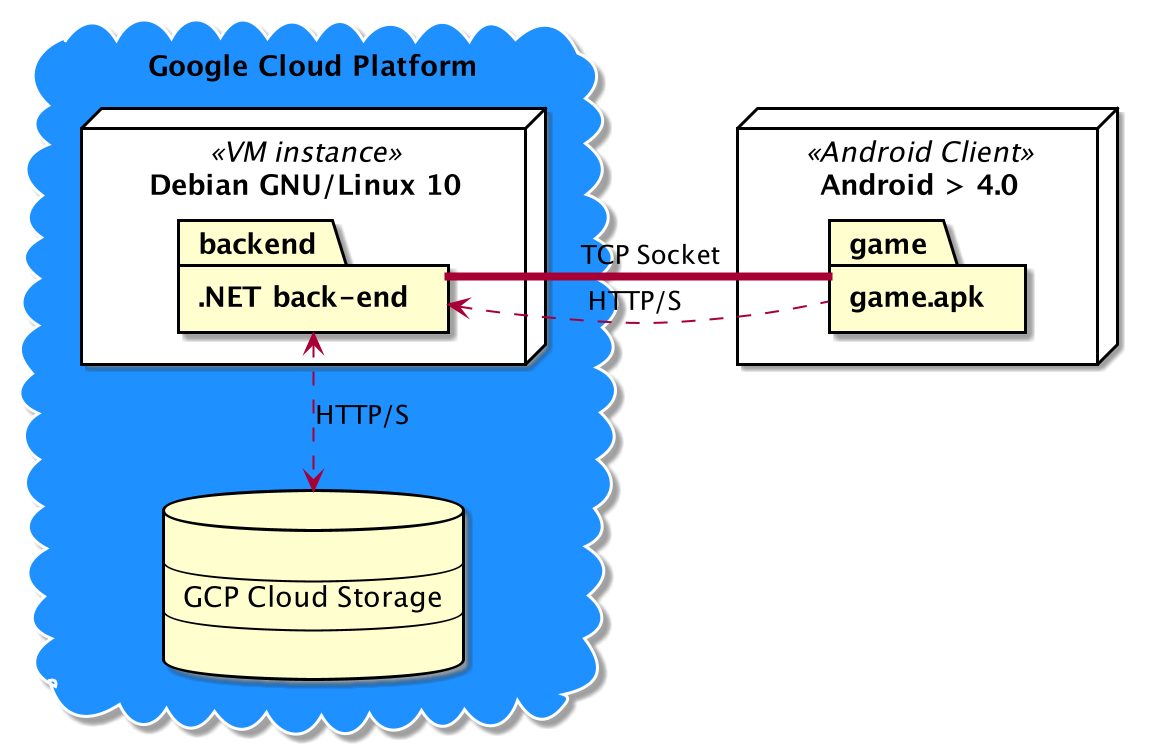 Google Cloud Platform
«VM instance»
Debian GNU/Linux 10
backend
.NET back-end
TCP Socket
HTTP/S
«Android Client»
Android > 4.0
game
game.apk
HTTP/S
GCP Cloud Storage